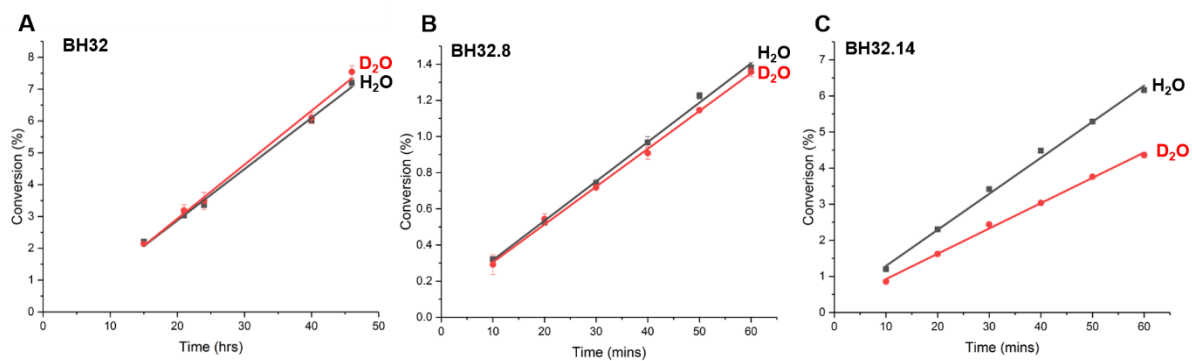 A
BH32
D₂O
H₂O
8
7
6
5
4
3
2
1
0
Conversion (%)
0
10
20
30
40
50
Time (hrs)
B
BH32.8
H₂O
D₂O
1.4
1.2
1.0
0.8
0.6
0.4
0.2
0.0
Conversion (%)
0
10
20
30
40
50
60
Time (mins)
C
BH32.14
H₂O
D₂O
7
6
5
4
3
2
1
0
Converison (%)
0
10
20
30
40
50
60
Time (mins)